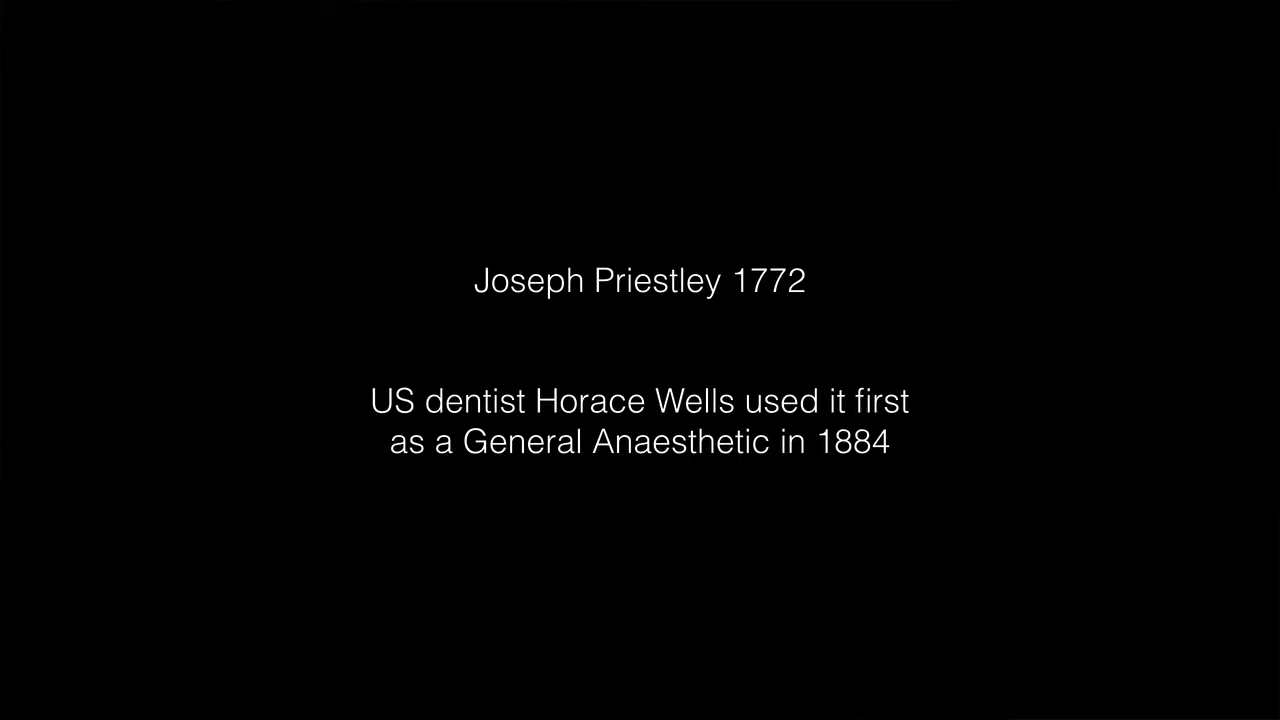 Joseph Priestley 1772
US dentist Horace Wells used it first
as a General Anaesthetic in 1884